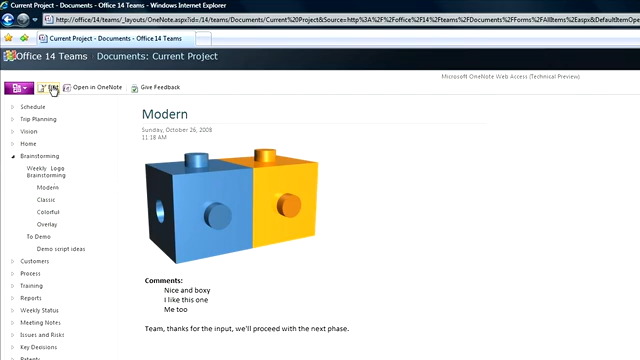 Current Project - Documents - Office 14 Teams - Windows Internet Explorer
http://office/14/teams/_layouts/OneNote.aspx?id=/14/teams/Documents/Current%20Project&Source=http%3A%2F%2Foffice%2F14%2Fteams%2FDocuments%2FForms%2FAllItems%2Easpx&DefaultItemOpe
Current Project - Documents - Office 14 Teams
Office 14 Teams | Documents: Current Project
Microsoft OneNote Web Access (Technical Preview)
Open in OneNote
Give Feedback
Schedule
Trip Planning
Vision
Home
Brainstorming
Weekly Logo
Brainstorming
Modern
Classic
Colorful
Overlay
To Demo
Demo script ideas
Customers
Process
Training
Reports
Weekly Status
Meeting Notes
Issues and Risks
Key Decisions
Patents
Modern
Sunday, October 26, 2008
11:18 AM
Comments:
Nice and boxy
I like this one
Me too
Team, thanks for the input, we'll proceed with the next phase.